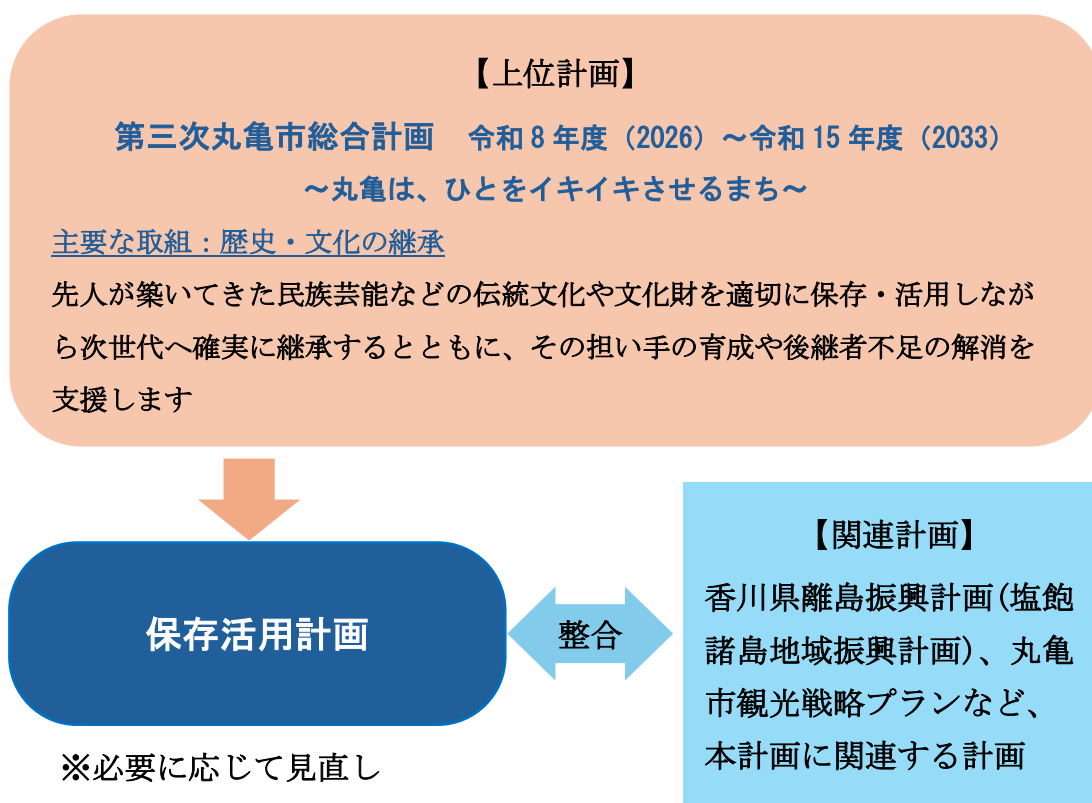 【上位計画】
第三次丸亀市総合計画　令和8年度（2026）～令和15年度（2033）
～丸亀は、ひとをイキイキさせるまち～
主要な取組：歴史・文化の継承
先人が築いてきた民族芸能などの伝統文化や文化財を適切に保存・活用しなが
ら次世代へ確実に継承するとともに、その担い手の育成や後継者不足の解消を
支援します
保存活用計画
※必要に応じて見直し
整合
【関連計画】
香川県離島振興計画(塩飽
諸島地域振興計画)、丸亀
市観光戦略プランなど、
本計画に関連する計画